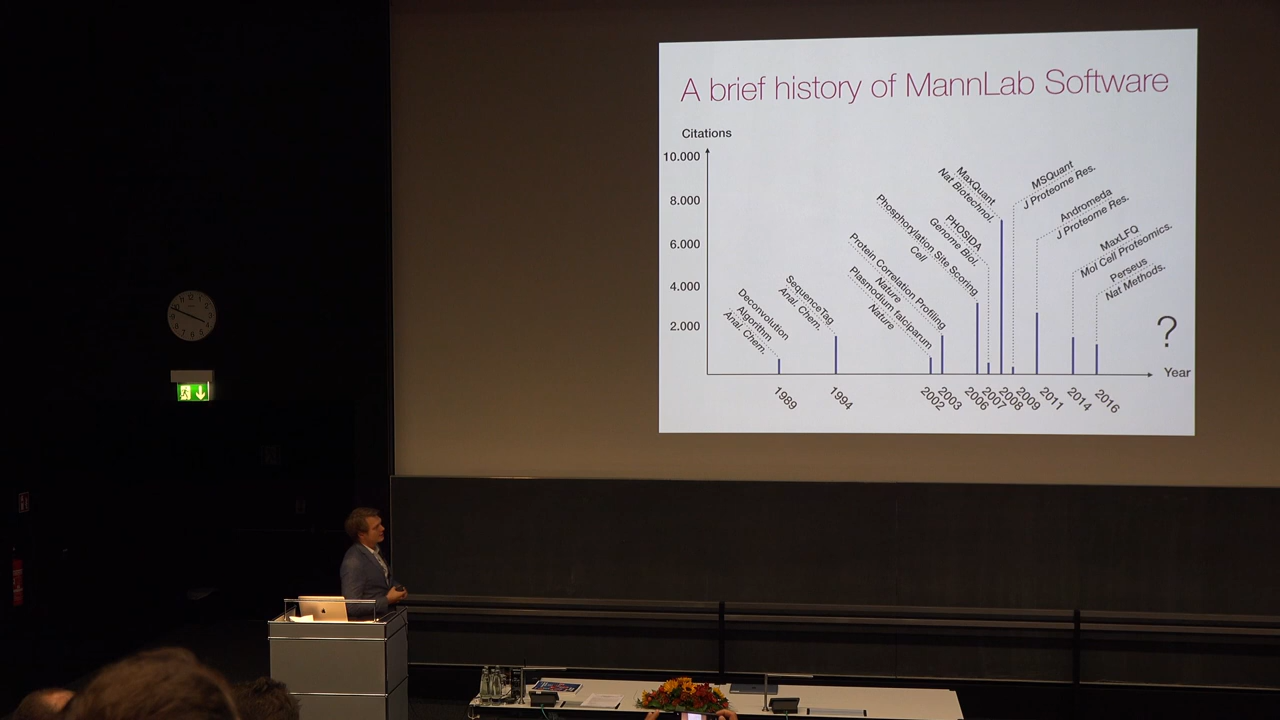 A brief history of MannLab Software
Citations
10.000
8.000
6.000
4.000
2.000
Deconvolution
Algorithm
Anal. Chem.
SequenceTag
Anal. Chem.
Plasmodium falciparum
Nature
Protein Correlation Profiling
Nature
Phosphorylation Site Scoring
Cell
PHOSIDA
Genome Biol.
MaxQuant
Nat Biotechnol.
MSQuant
J Proteome Res.
Andromeda
J Proteome Res.
MaxLFQ
Mol Cell Proteomics.
Perseus
Nat Methods.
?
Year
1989
1994
2002
2003
2006
2007
2008
2009
2011
2014
2016